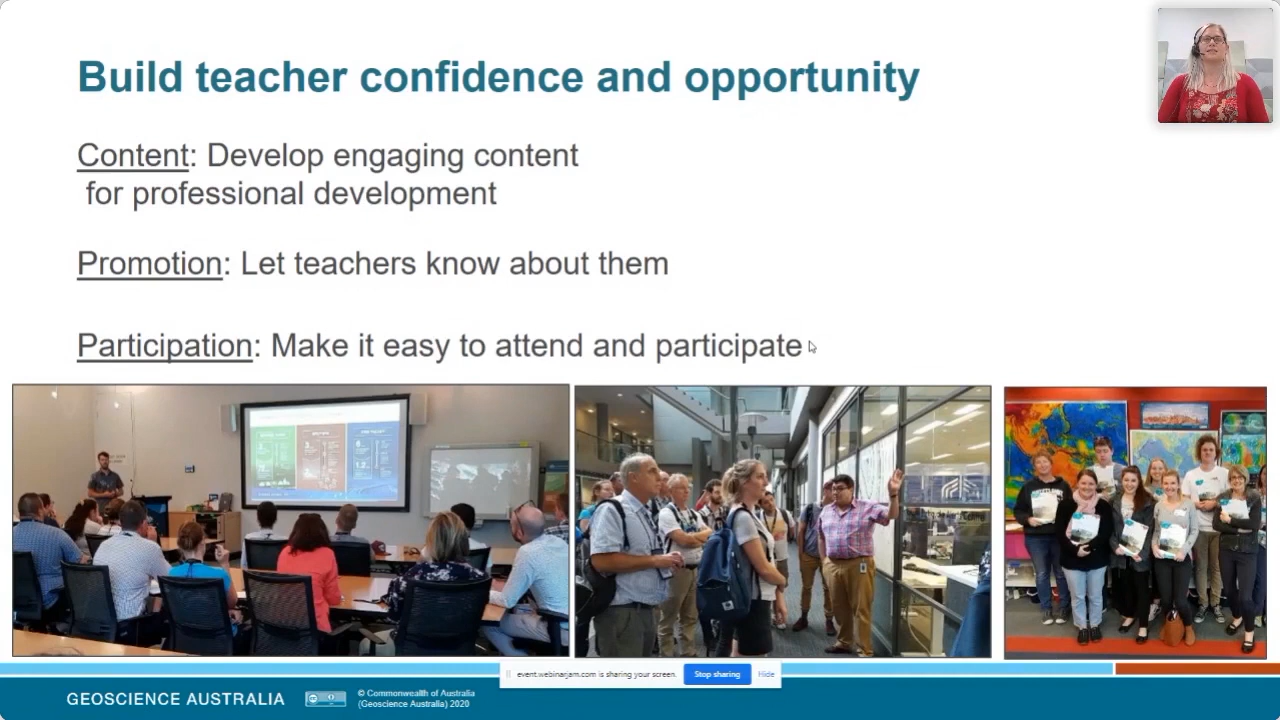 Build teacher confidence and opportunity
Content: Develop engaging content
for professional development
Promotion: Let teachers know about them
Participation: Make it easy to attend and participate
event.webinarjam.com is sharing your screen.
Stop sharing
Hide
GEOSCIENCE AUSTRALIA
© Commonwealth of Australia
(Geoscience Australia) 2020